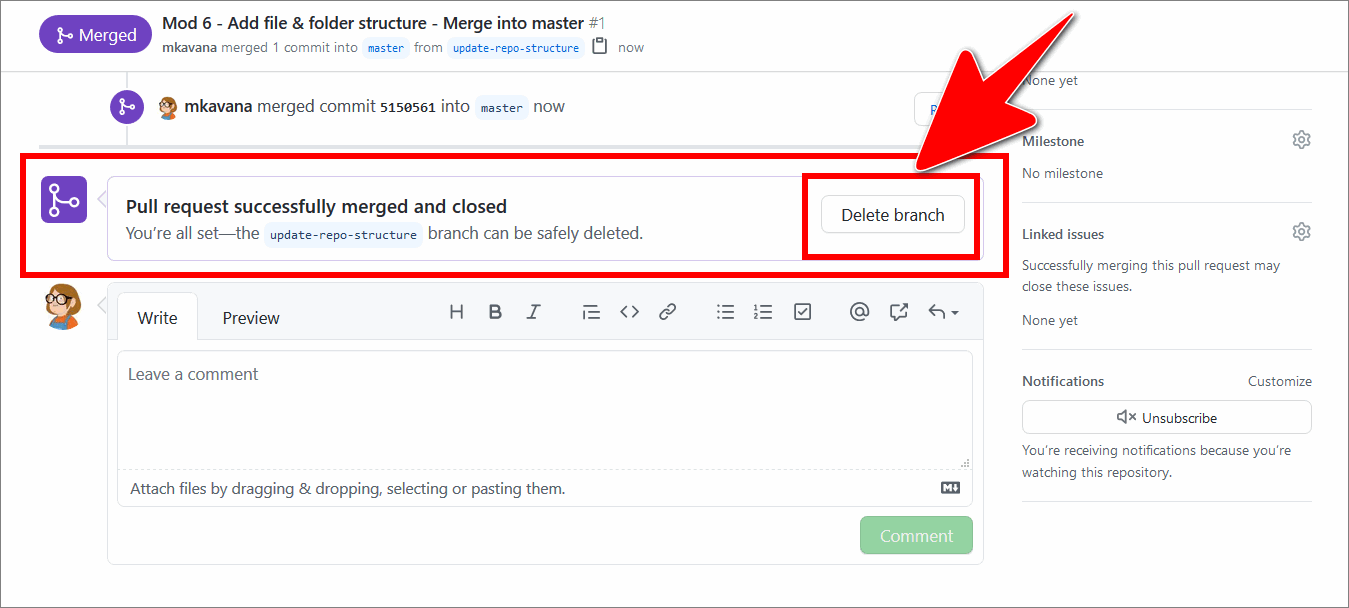 Merged
Mod 6 - Add file & folder structure - Merge into master #1
mkavana merged 1 commit into master from update-repo-structure now
mkavana merged commit 5150561 into master now
None yet
Milestone
No milestone
Pull request successfully merged and closed
You're all set—the update-repo-structure branch can be safely deleted.
Delete branch
Linked issues
Successfully merging this pull request may
close these issues.
None yet
Write Preview
Leave a comment
Attach files by dragging & dropping, selecting or pasting them.
Comment
Notifications Customize
Unsubscribe
You're receiving notifications because you're
watching this repository.